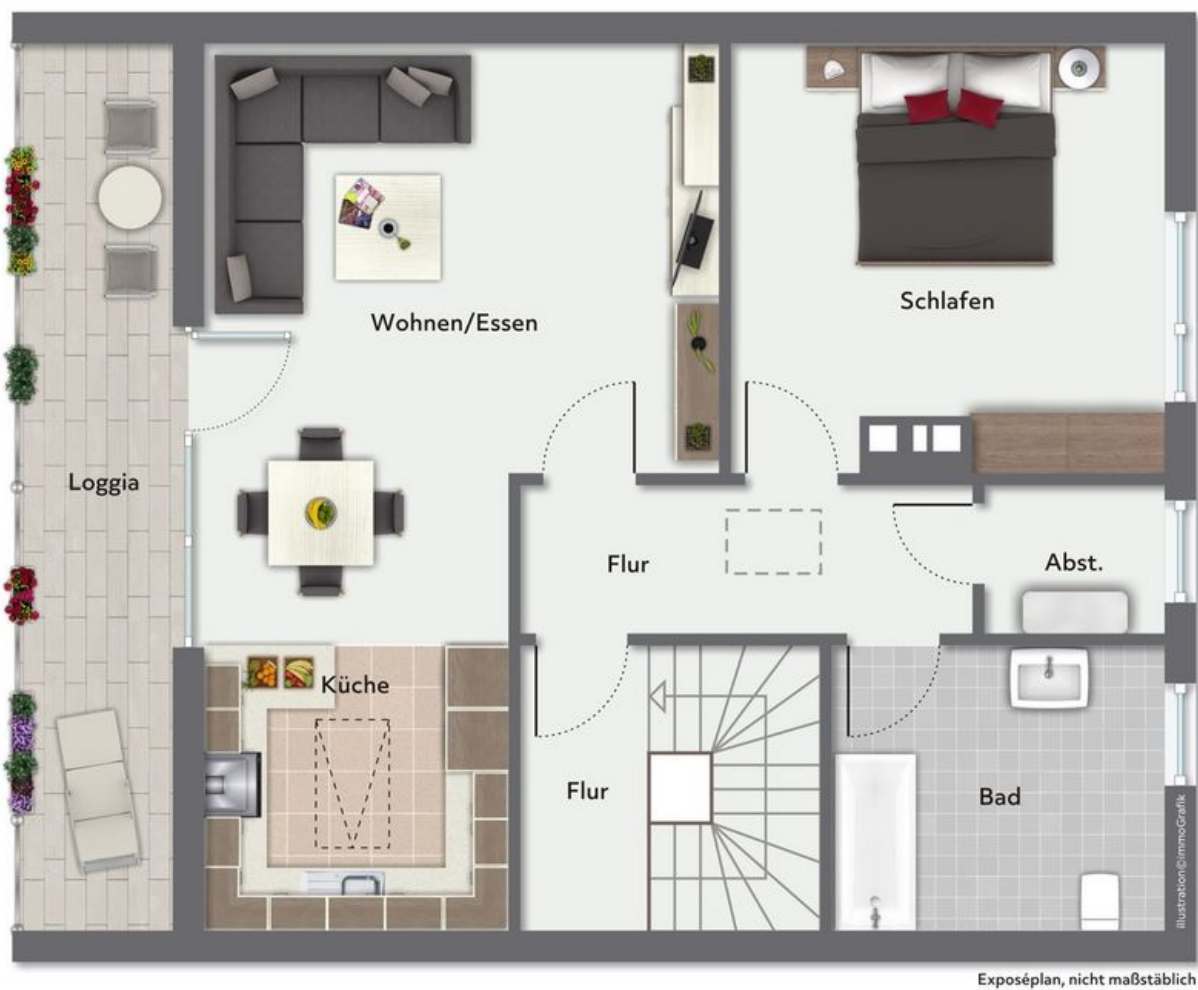 Wohnen/Essen
Schlafen
Loggia
Flur
Abst.
Küche
Flur
Bad
illustration©immoGrafik
Exposéplan, nicht maßstäblich